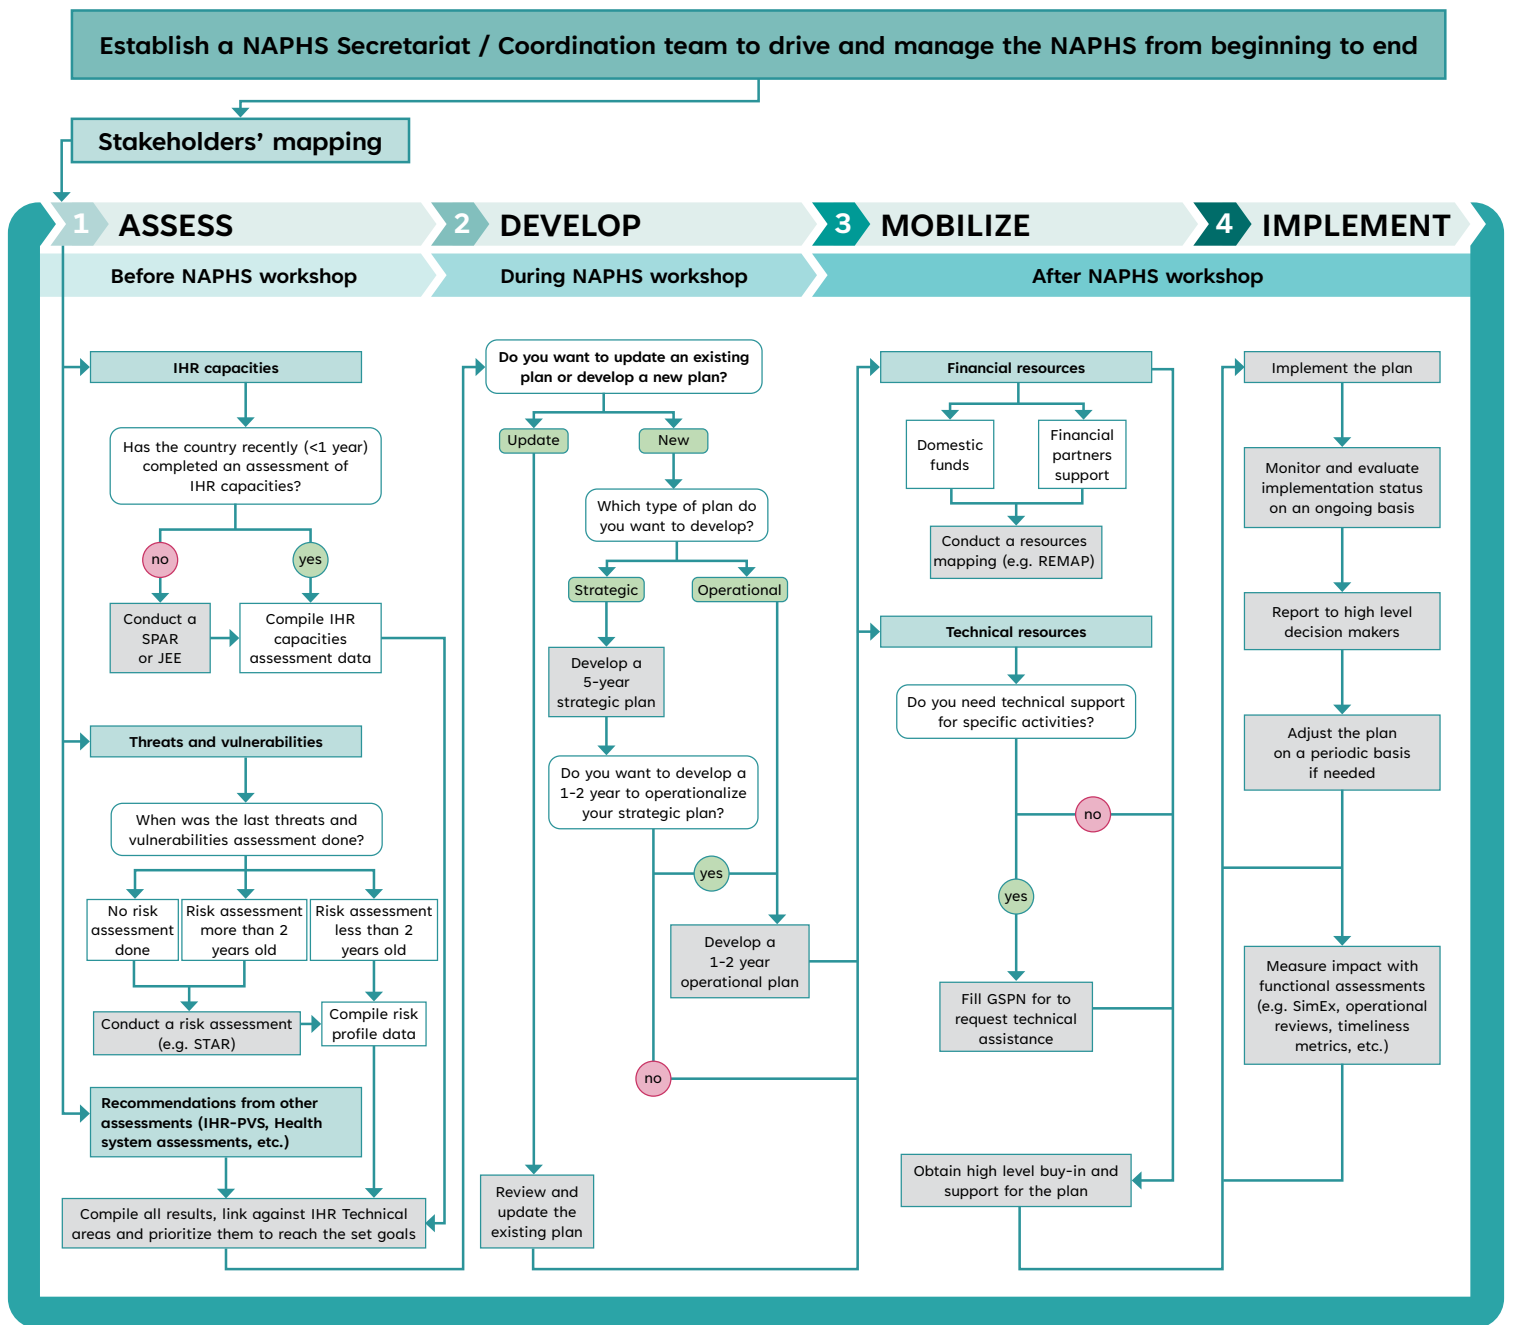 Establish a NAPHS Secretariat / Coordination team to drive and manage the NAPHS from beginning to end
Stakeholders’ mapping
1 ASSESS
2 DEVELOP
3 MOBILIZE
4 IMPLEMENT
Before NAPHS workshop
During NAPHS workshop
After NAPHS workshop
IHR capacities
Has the country recently (<1 year)
completed an assessment of
IHR capacities?
no
yes
Conduct a
SPAR
or JEE
Compile IHR
capacities
assessment data
Threats and vulnerabilities
When was the last threats and
vulnerabilities assessment done?
No risk
assessment
done
Risk assessment
more than 2
years old
Risk assessment
less than 2
years old
Conduct a risk assessment
(e.g. STAR)
Compile risk
profile data
Recommendations from other
assessments (IHR-PVS, Health
system assessments, etc.)
Compile all results, link against IHR Technical
areas and prioritize them to reach the set goals
Do you want to update an existing
plan or develop a new plan?
Update
New
Which type of plan do
you want to develop?
Strategic
Operational
Develop a
5-year
strategic plan
Do you want to develop a
1-2 year to operationalize
your strategic plan?
yes
Develop a
1-2 year
operational plan
no
Review and
update the
existing plan
Financial resources
Domestic
funds
Financial
partners
support
Conduct a resources
mapping (e.g. REMAP)
Technical resources
Do you need technical support
for specific activities?
no
yes
Fill GSPN for to
request technical
assistance
Obtain high level buy-in and
support for the plan
Implement the plan
Monitor and evaluate
implementation status
on an ongoing basis
Report to high level
decision makers
Adjust the plan
on a periodic basis
if needed
Measure impact with
functional assessments
(e.g. SimEx, operational
reviews, timeliness
metrics, etc.)